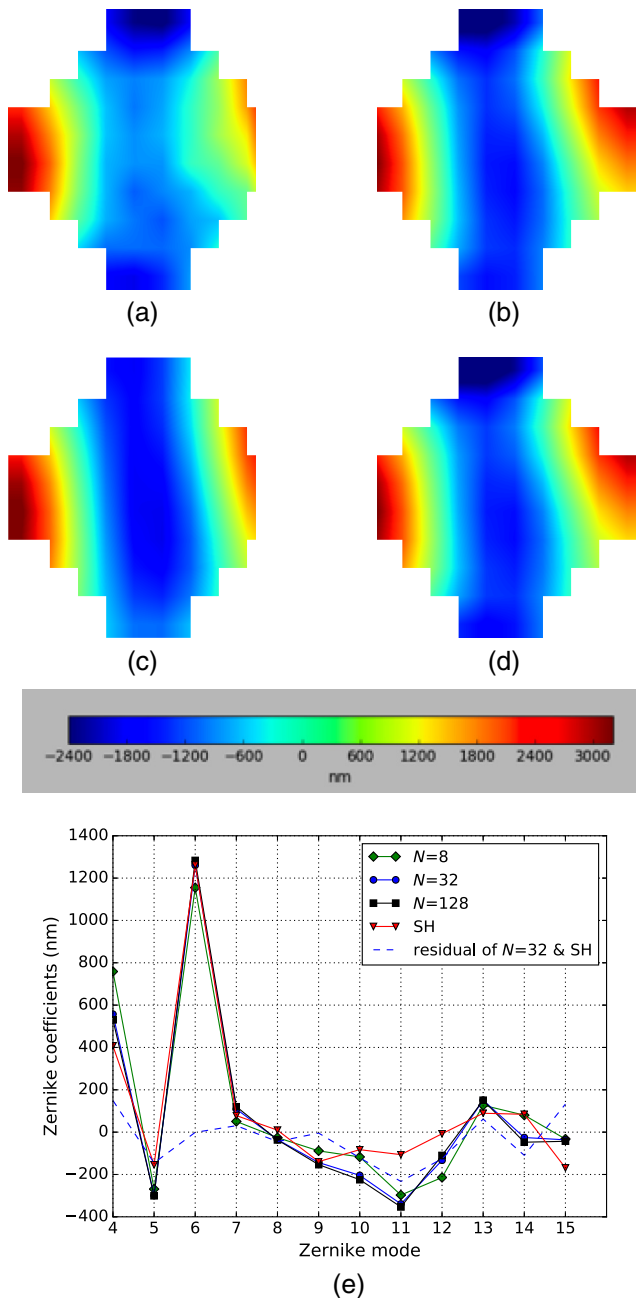 (a) (b)
(c) (d)
−2400 −1800 −1200 −600 0 600 1200 1800 2400 3000
nm
1400
1200
1000
800
600
400
200
0
−200
−400
Zernike coefficients (nm)
N=8
N=32
N=128
SH
residual of N=32 & SH
4 5 6 7 8 9 10 11 12 13 14 15
Zernike mode
(e)